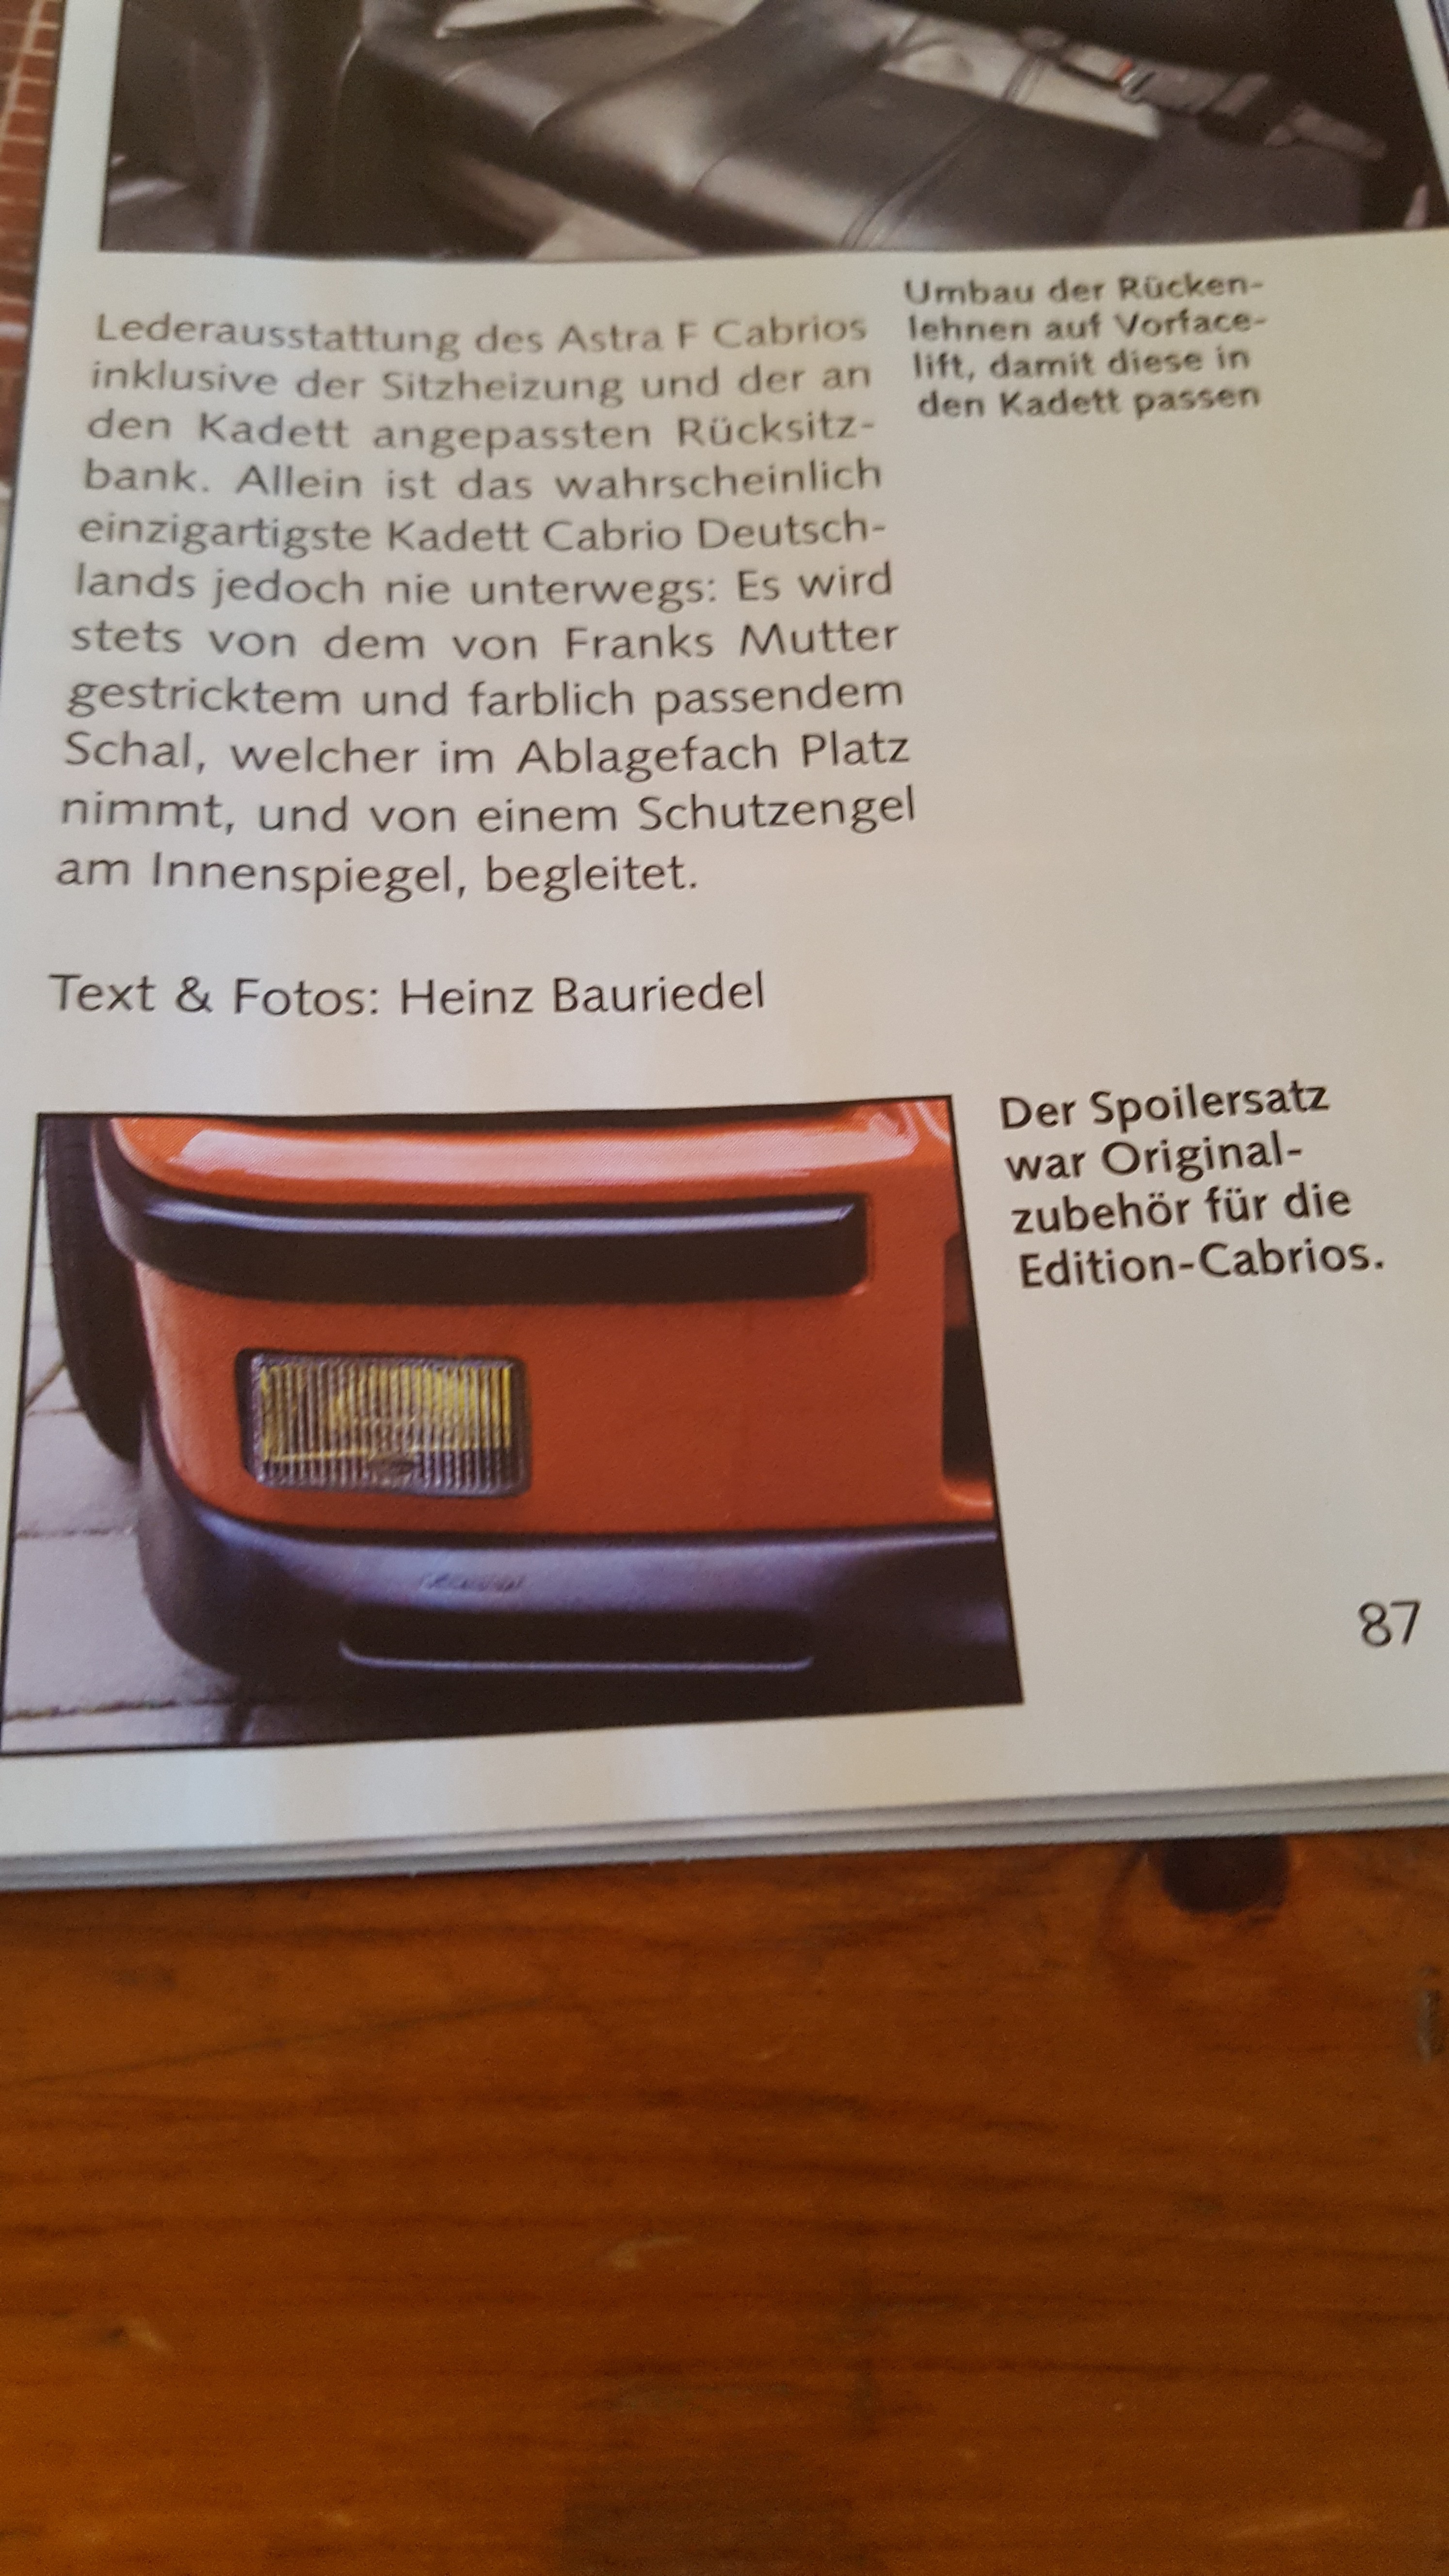 Lederausstattung des Astra F Cabrios
inklusive der Sitzheizung und der an
den Kadett angepassten Rücksitz-
bank. Allein ist das wahrscheinlich
einzigartigste Kadett Cabrio Deutsch-
lands jedoch nie unterwegs: Es wird
stets von dem von Franks Mutter
gestricktem und farblich passendem
Schal, welcher im Ablagefach Platz
nimmt, und von einem Schutzengel
am Innenspiegel, begleitet.
Text & Fotos: Heinz Bauriedel
Umbau der Rücken-
lehnen auf Vorface-
lift, damit diese in
den Kadett passen
Der Spoilersatz
war Original-
zubehör für die
Edition-Cabrios.
87